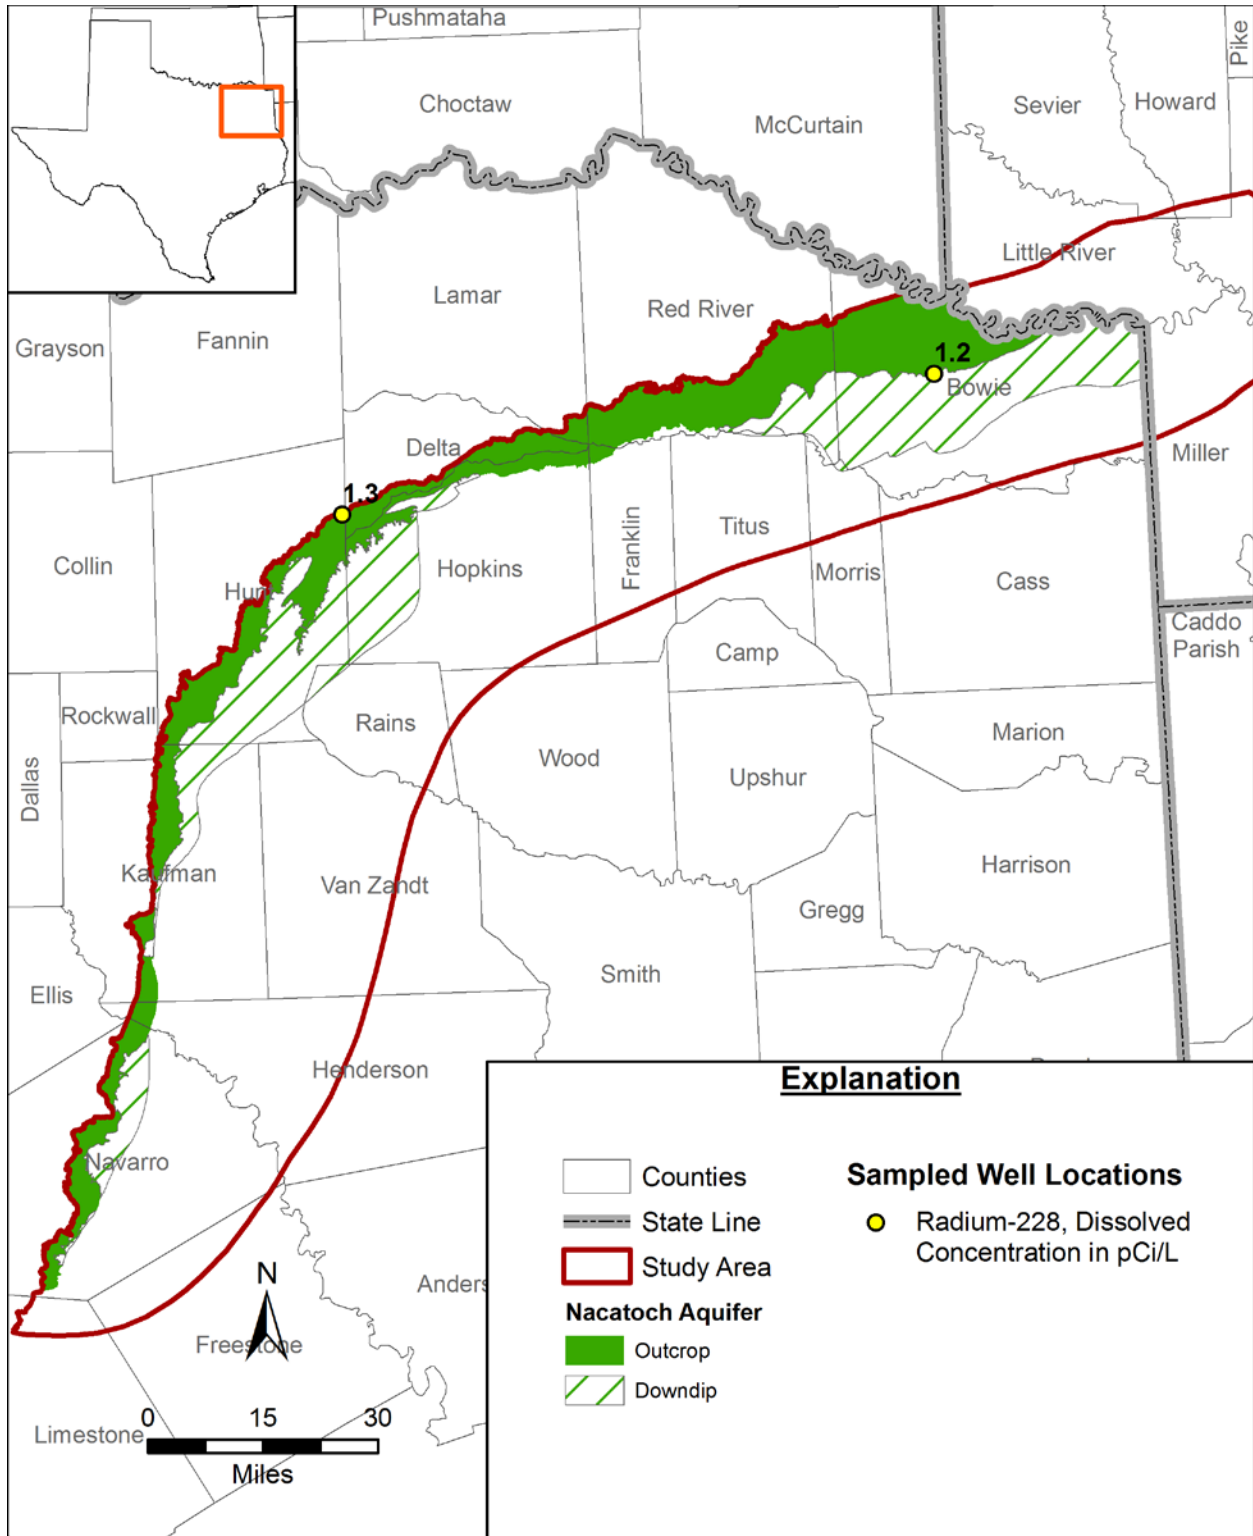 Pushmataha
Pike
Choctaw
Sevier
Howard
McCurtain
Little River
Lamar
Red River
Fannin
Grayson
1.2
Bowie
Delta
Miller
1.3
Titus
Franklin
Collin
Hopkins
Morris
Cass
Hun
Caddo
Parish
Camp
Rockwall
Rains
Marion
Wood
Dallas
Upshur
Kaufman
Van Zandt
Harrison
Gregg
Smith
Ellis
Henderson
Navarro
Anders
Freestone
Limestone
N
0 15 30
Miles
Explanation
Counties
State Line
Study Area
Nacatoch Aquifer
Outcrop
Downdip
Sampled Well Locations
Radium-228, Dissolved
Concentration in pCi/L